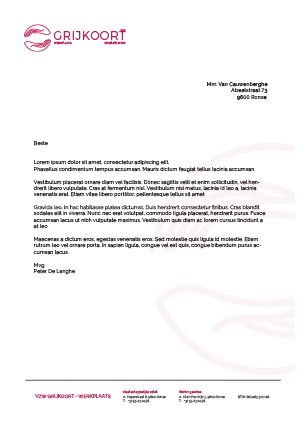 GRIJKOORT
Mnr. Van Cauwenberghe
Abeelstraat 73
9600 Ronse
Beste
Lorem ipsum dolor sit amet, consectetur adipiscing elit.
Phasellus condimentum tempus accumsan. Mauris dictum feugiat tellus lacinia accumsan.
Vestibulum placerat ornare diam vel facilisis. Donec sagittis velit et enim sollicitudin, vel hen-
drerit libero vulputate. Cras at fermentum nisl. Vestibulum nisi metus, lacinia id leo a, lacinia
venenatis erat. Etiam vitae libero porttitor, pellentesque tellus sit amet
Gravida leo. In hac habitasse platea dictumst. Duis hendrerit consectetur finibus. Cras blandit
sodales elit in viverra. Nunc nec erat volutpat, commodo ligula placerat, hendrerit purus. Fusce
accumsan lacus ut nibh vulputate maximus. Vestibulum quis diam ac lorem cursus tincidunt a
at leo
Maecenas a dictum eros, egestas venenatis eros. Sed molestie quis ligula id molestie. Etiam
rutrum leo vel ornare porta. In sapien ligula, congue vel est quis, congue bibendum purus ac-
cumsan lacus.
Mvg
Peter De Langhe
VZW GRIJKOORT - WERKPLAATS